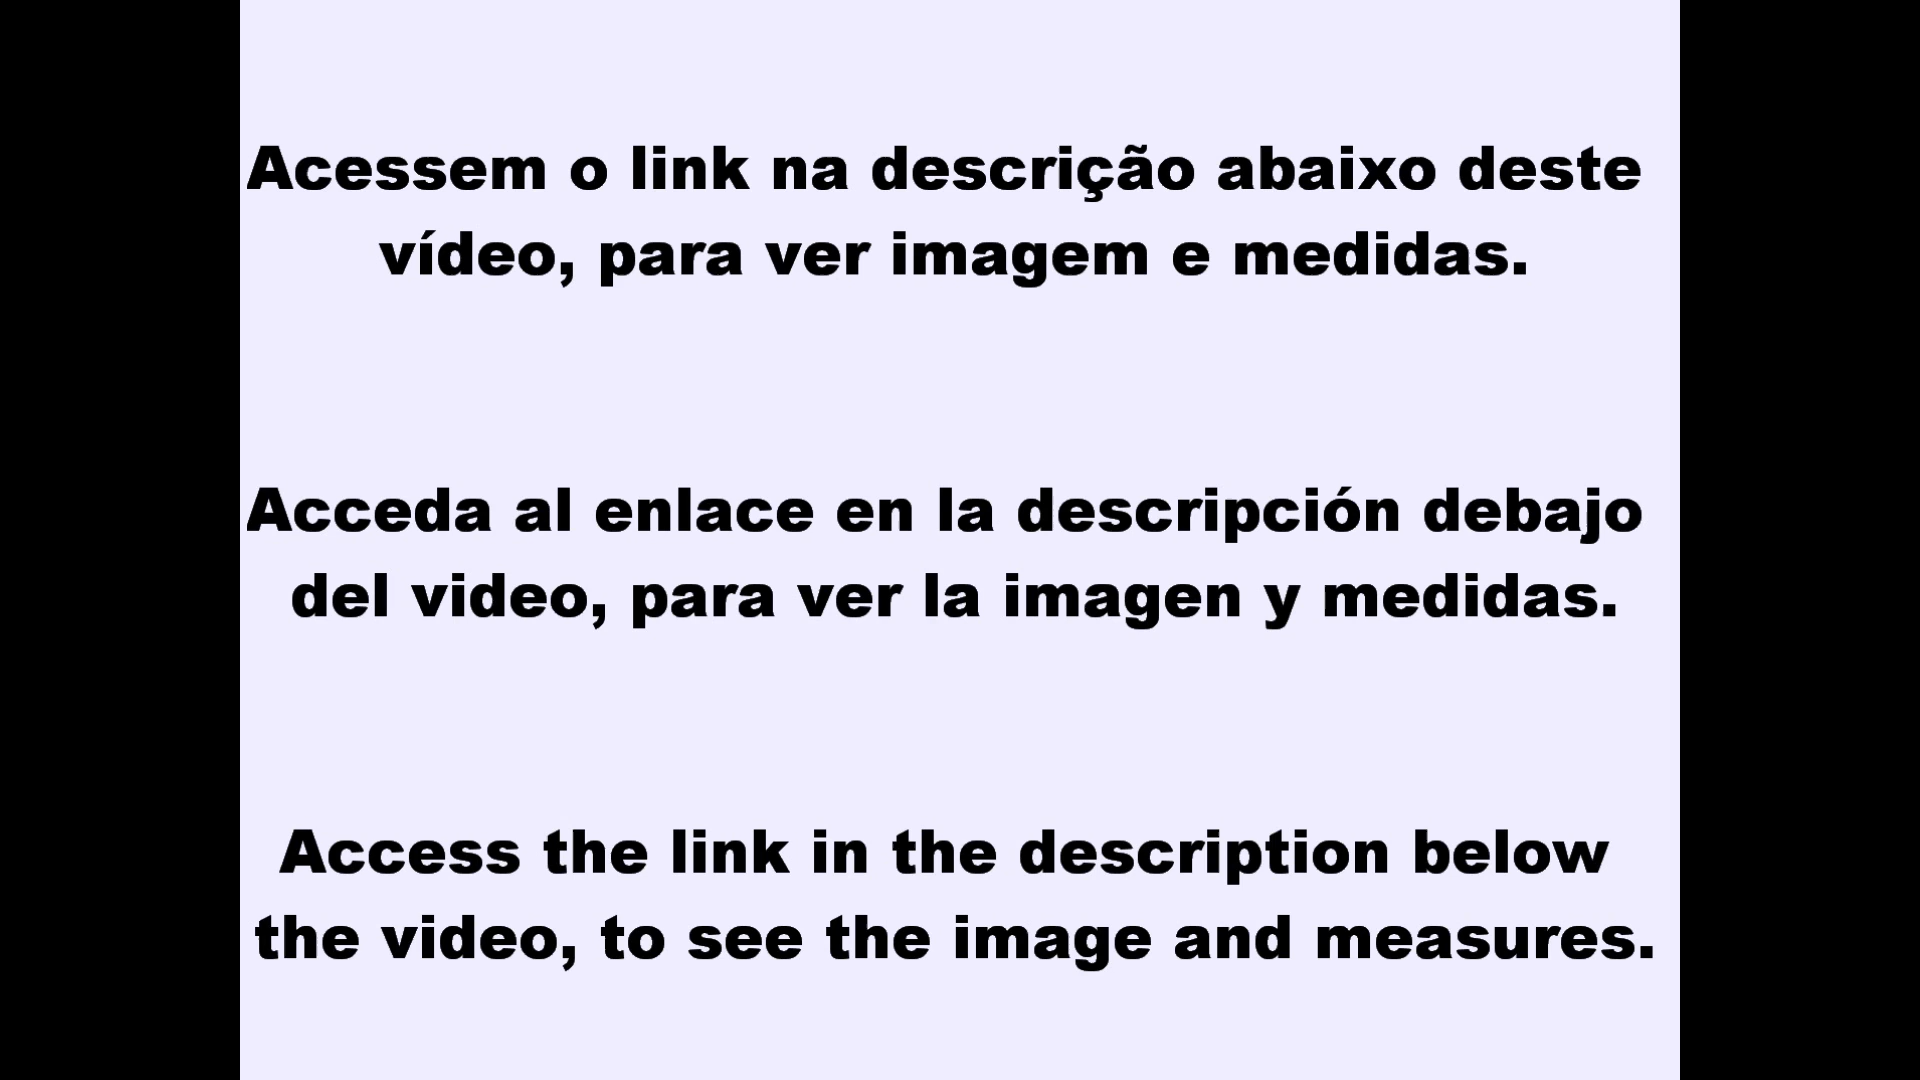 Acessem o link na descrição abaixo deste
vídeo, para ver imagem e medidas.
Acceda al enlace en la descripción debajo
del video, para ver la imagen y medidas.
Access the link in the description below
the video, to see the image and measures.